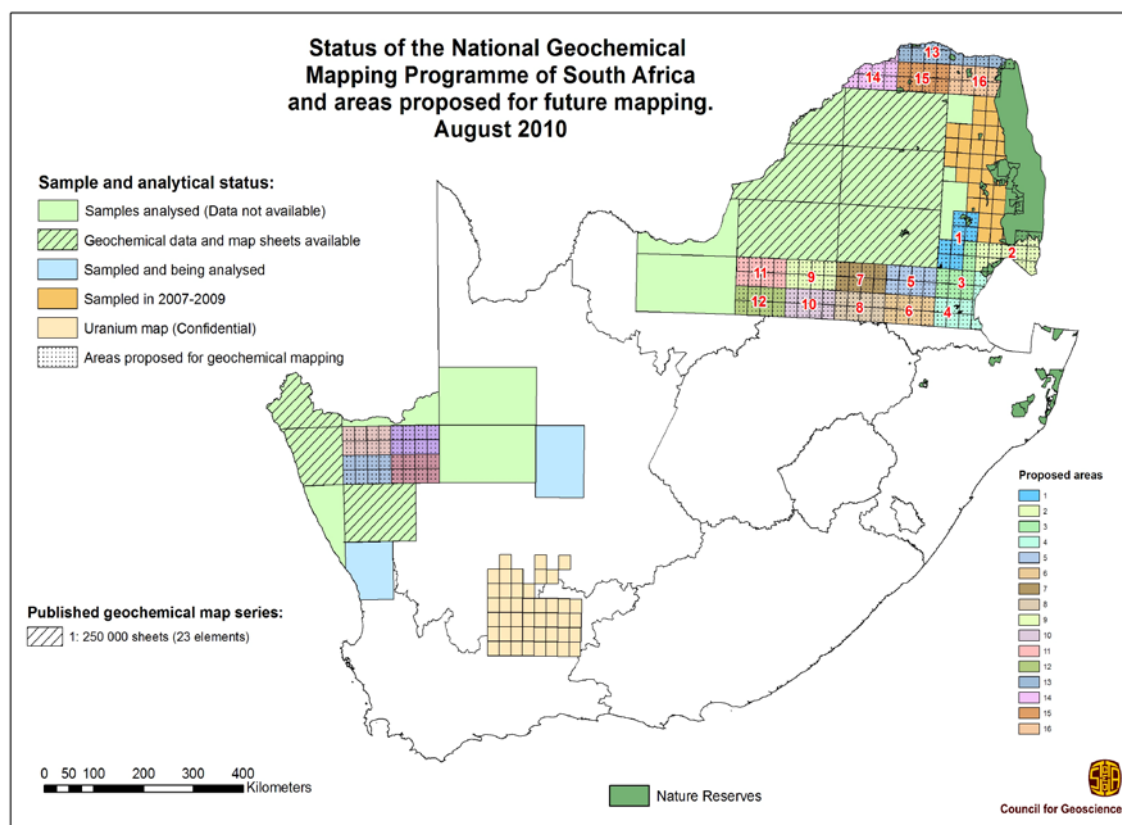 Status of the National Geochemical
Mapping Programme of South Africa
and areas proposed for future mapping.
August 2010
Sample and analytical status:
Samples analysed (Data not available)
Geochemical data and map sheets available
Sampled and being analysed
Sampled in 2007-2009
Uranium map (Confidential)
Areas proposed for geochemical mapping
13
14
15
16
1
2
11
9
7
5
3
12
10
8
6
4
Published geochemical map series:
1: 250 000 sheets (23 elements)
Proposed areas
1
2
3
4
5
6
7
8
9
10
11
12
13
14
15
16
0 50 100 200 300 400
Kilometers
Nature Reserves
Council for Geoscience